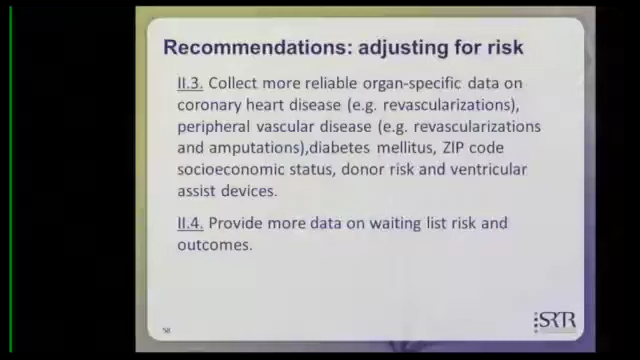 Recommendations: adjusting for risk
II.3. Collect more reliable organ-specific data on
coronary heart disease (e.g. revascularizations),
peripheral vascular disease (e.g. revascularizations
and amputations),diabetes mellitus, ZIP code
socioeconomic status, donor risk and ventricular
assist devices.
II.4. Provide more data on waiting list risk and
outcomes.
58
SRTR